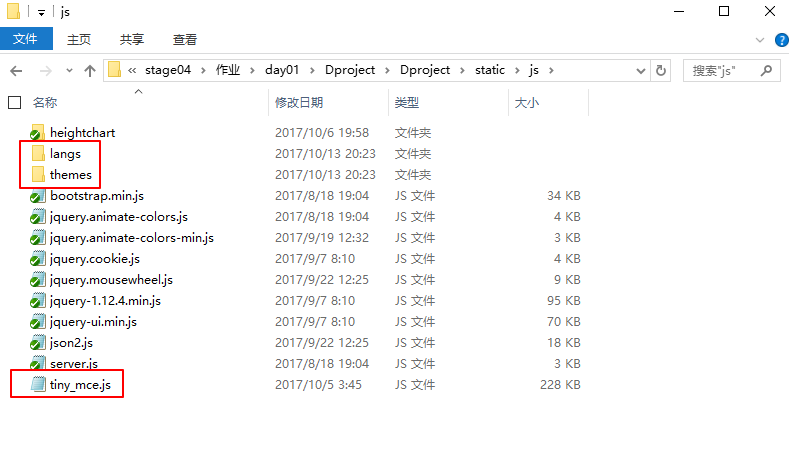 js
文件 主页 共享 查看
« stage04 › 作业 › day01 › Dproject › Dproject › static › js › 搜索"js"
名称 修改日期 类型 大小
heightchart 2017/10/6 19:58 文件夹
langs 2017/10/13 20:23 文件夹
themes 2017/10/13 20:23 文件夹
bootstrap.min.js 2017/8/18 19:04 JS 文件 34 KB
jquery.animate-colors.js 2017/8/18 19:04 JS 文件 4 KB
jquery.animate-colors-min.js 2017/9/19 12:32 JS 文件 3 KB
jquery.cookie.js 2017/9/7 8:10 JS 文件 4 KB
jquery.mousewheel.js 2017/9/22 12:25 JS 文件 9 KB
jquery-1.12.4.min.js 2017/9/7 8:10 JS 文件 95 KB
jquery-ui.min.js 2017/9/7 8:10 JS 文件 70 KB
json2.js 2017/9/22 12:25 JS 文件 18 KB
server.js 2017/8/18 19:04 JS 文件 3 KB
tiny_mce.js 2017/10/5 3:45 JS 文件 228 KB